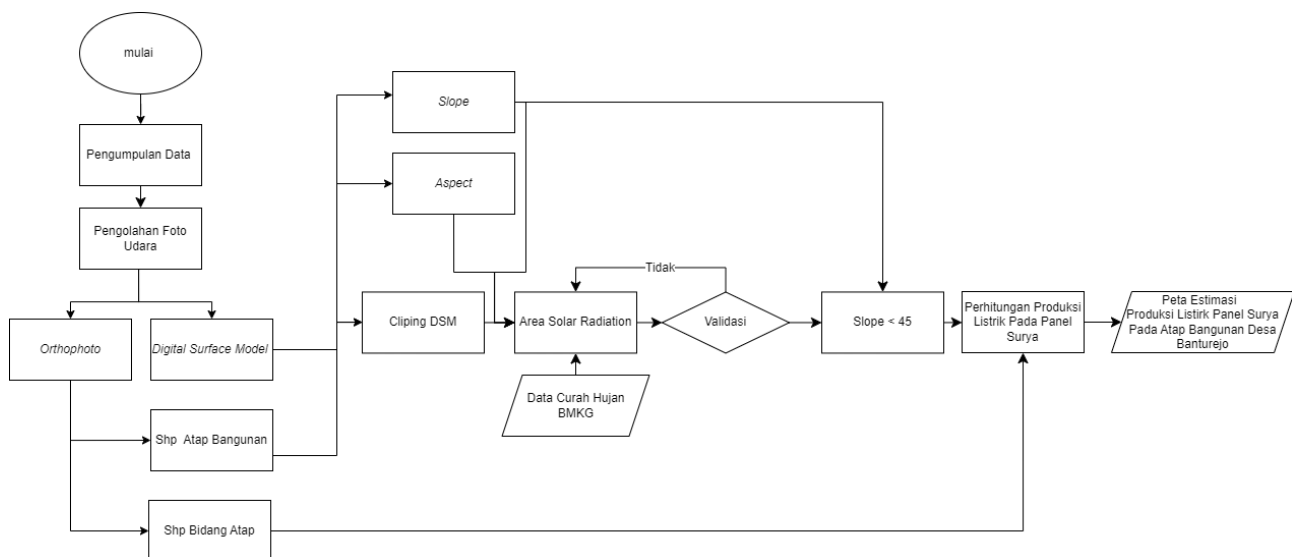 mulai
Pengumpulan Data
Pengolahan Foto
Udara
Orthophoto
Digital Surface Model
Shp Atap Bangunan
Shp Bidang Atap
Slope
Aspect
Cliping DSM
Area Solar Radiation
Data Curah Hujan
BMKG
Tidak
Validasi
Slope < 45
Perhitungan Produksi
Listrik Pada Panel
Surya
Peta Estimasi
Produksi Listirk Panel Surya
Pada Atap Bangunan Desa
Banturejo